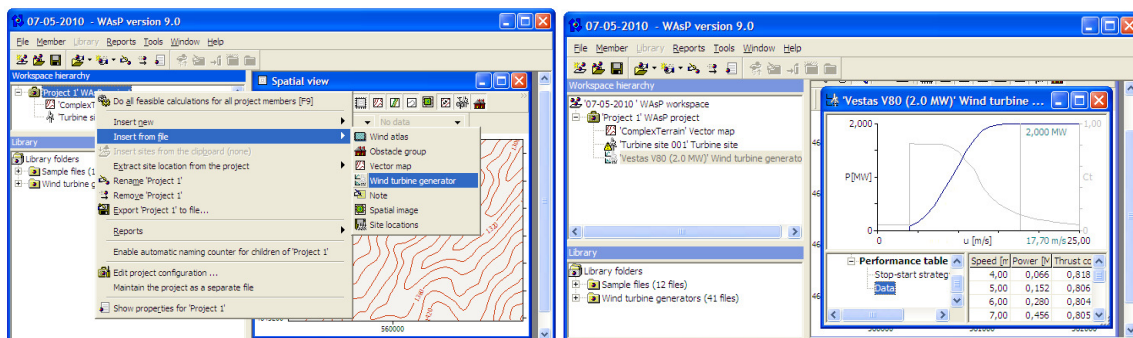 07-05-2010 - WAsP version 9.0
File Member Library Reports Tools Window Help
Workspace hierarchy
'Project 1' WA
'ComplexT
'Turbine si
Library
Library folders
Sample files (1
Wind turbine g
Do all feasible calculations for all project members [F9]
Insert new
Insert from file
Insert sites from the clipboard (none)
Extract site location from the project
Rename 'Project 1'
Remove 'Project 1'
Export 'Project 1' to file...
Reports
Enable automatic naming counter for children of 'Project 1'
Edit project configuration ...
Maintain the project as a separate file
Show properties for 'Project 1'
Spatial view
No data
Wind atlas
Obstacle group
Vector map
Wind turbine generator
Note
Spatial image
Site locations
560000
07-05-2010 - WAsP version 9.0
File Member Library Reports Tools Window Help
Workspace hierarchy
'07-05-2010 ' WAsP workspace
'Project 1' WAsP project
'ComplexTerrain' Vector map
'Turbine site 001' Turbine site
'Vestas V80 (2.0 MW)' Wind turbine generato
Library
Library folders
Sample files (12 files)
Wind turbine generators (41 files)
'Vestas V80 (2.0 MW)' Wind turbine ...
2,000
2,000 MW
1,00
P[MW]
Ct
0
0
0
u [m/s]
17,70 m/s
25,00
Performance table
Stop-start strateg
Data
Speed [m Power [M Thrust co
4,00 0,066 0,818
5,00 0,152 0,806
6,00 0,280 0,804
7,00 0,456 0,805